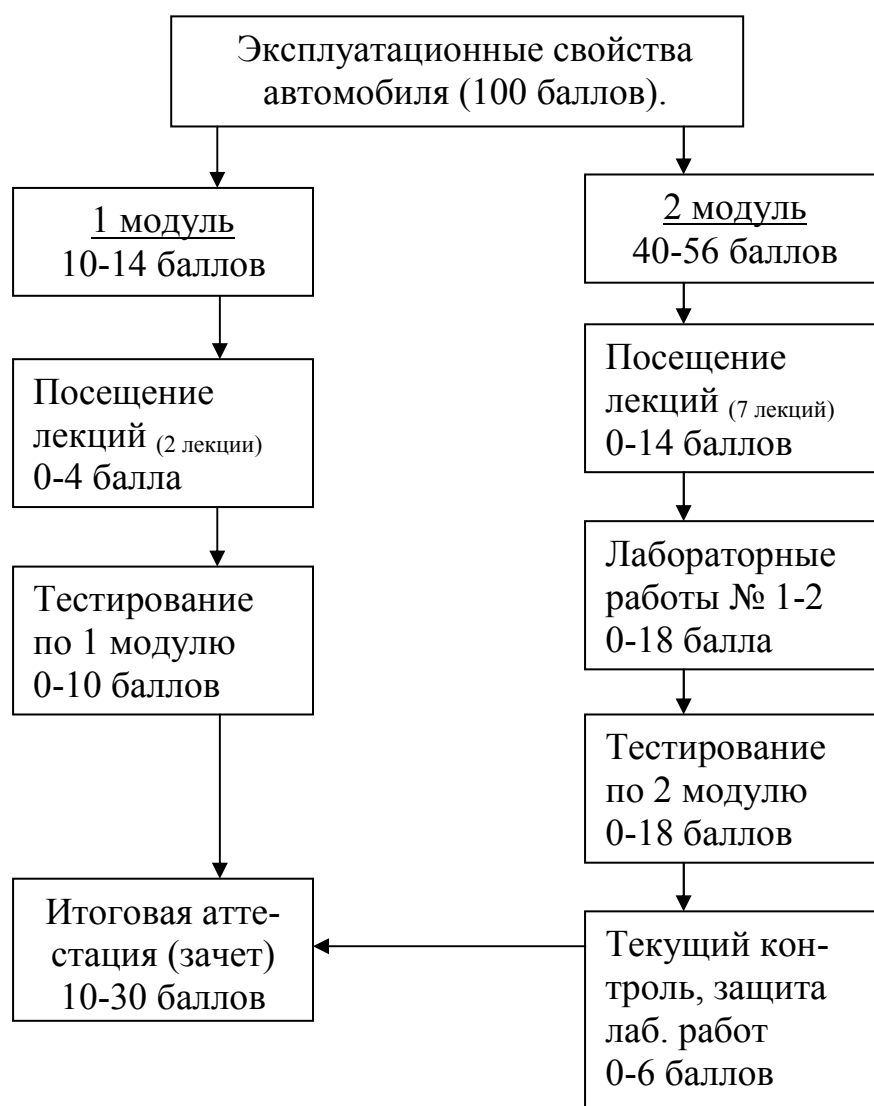 Эксплуатационные свойства
автомобиля (100 баллов).
1 модуль
10-14 баллов
Посещение
лекций (2 лекции)
0-4 балла
Тестирование
по 1 модулю
0-10 баллов
Итоговая атте-
стация (зачет)
10-30 баллов
2 модуль
40-56 баллов
Посещение
лекций (7 лекций)
0-14 баллов
Лабораторные
работы № 1-2
0-18 балла
Тестирование
по 2 модулю
0-18 баллов
Текущий кон-
троль, защита
лаб. работ
0-6 баллов